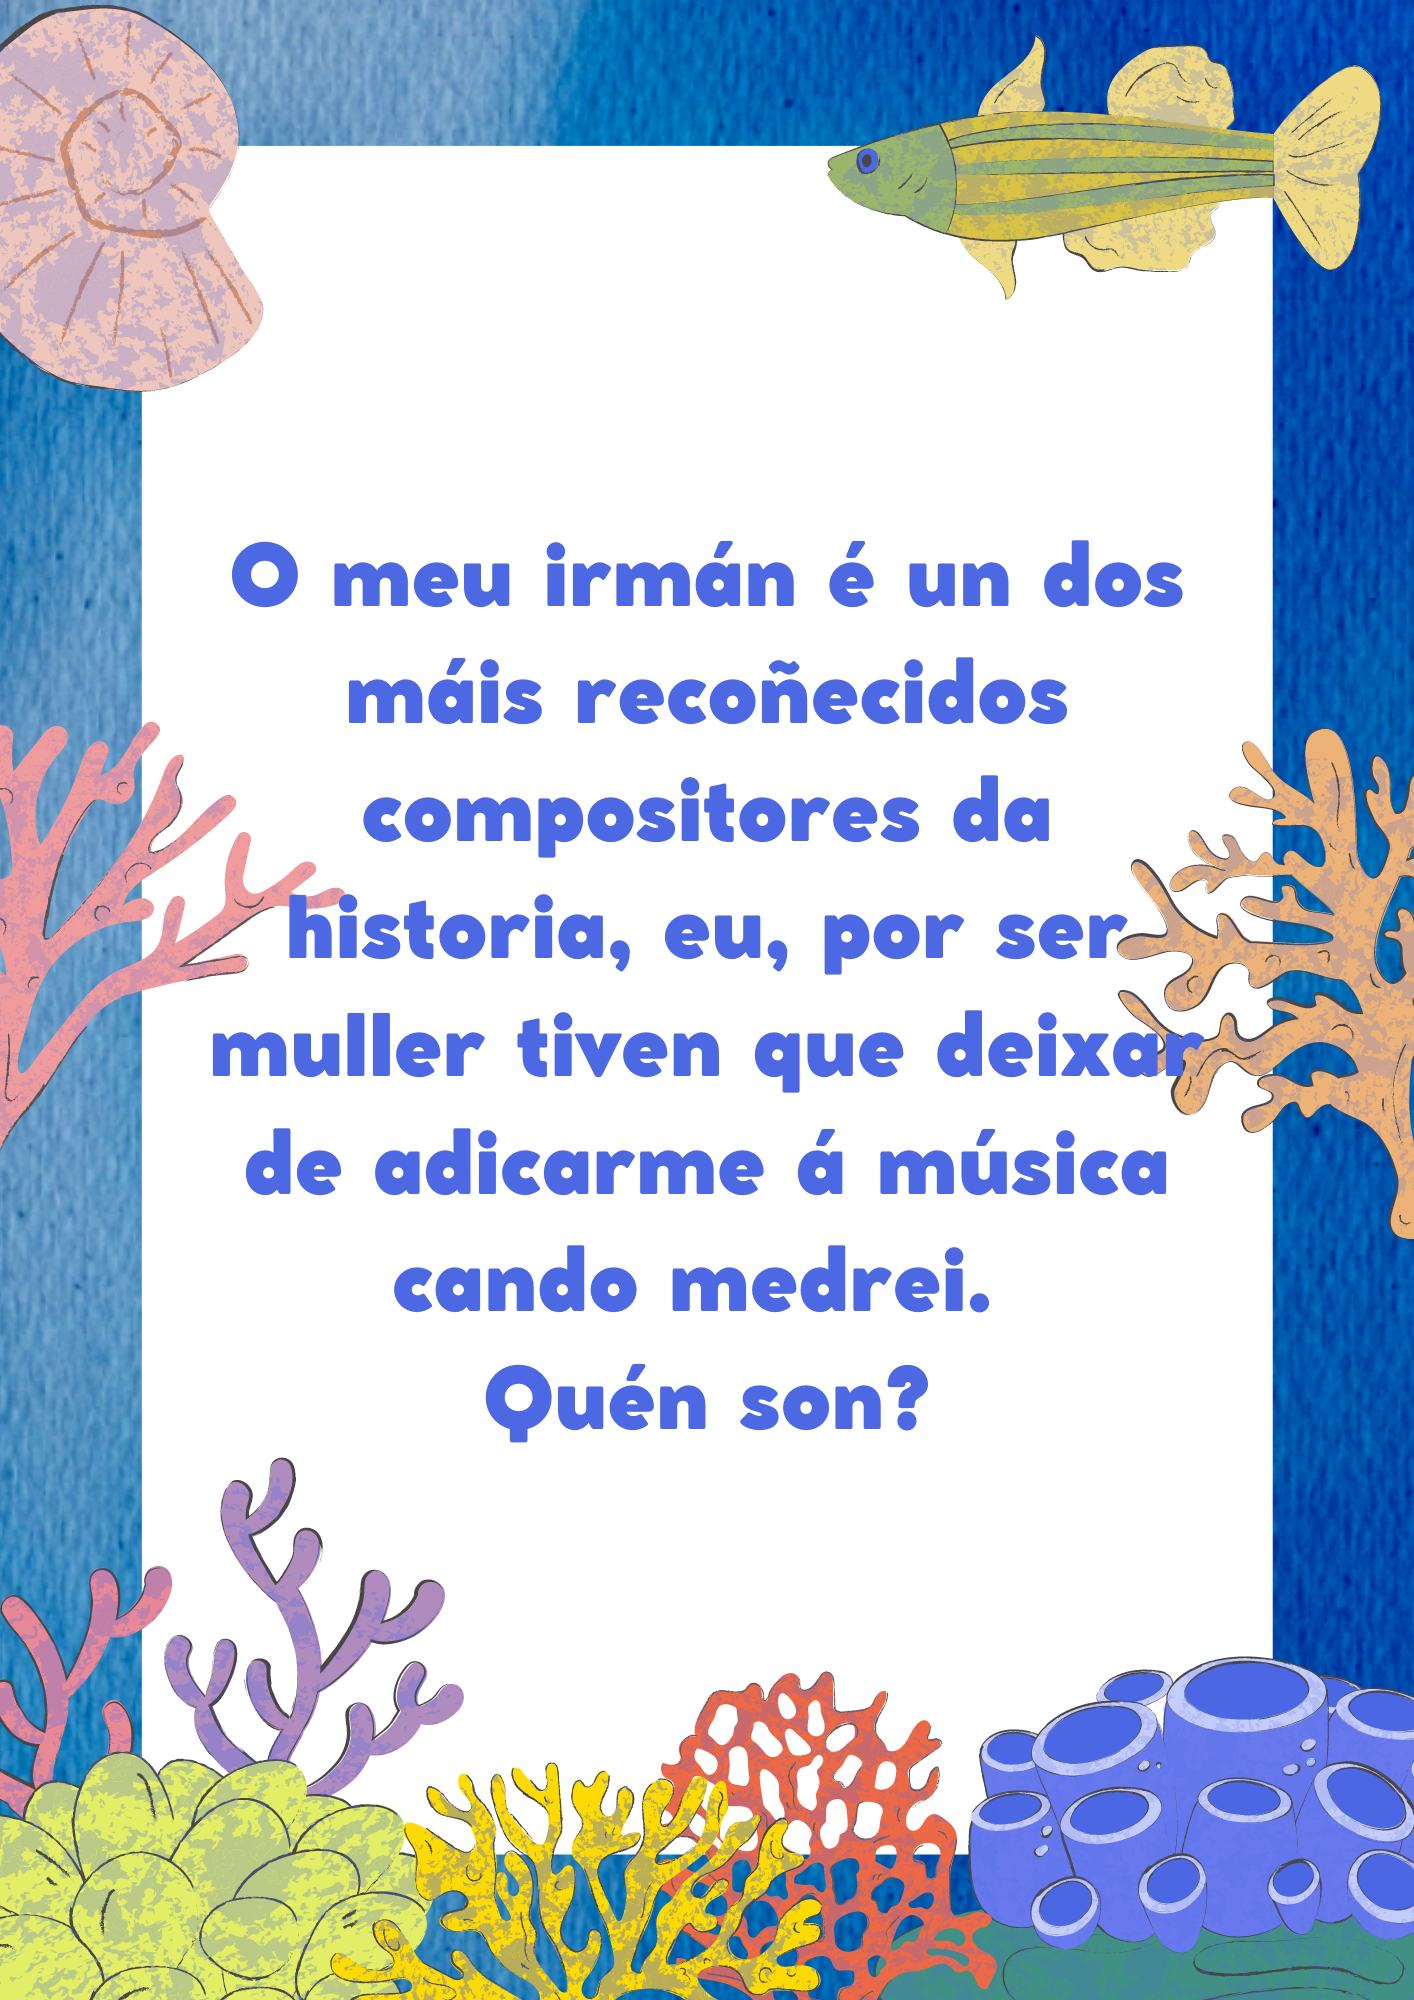 O meu irmán é un dos
máis recoñecidos
compositores da
historia, eu, por ser
muller tiven que deixar
de adicarme á música
cando medrei.
Quén son?